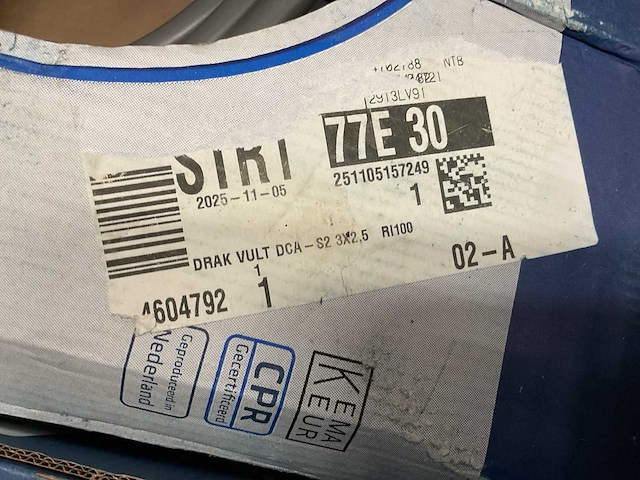 NTB
2913LV91
77E 30
2025-11-05
251105157249
1
DRAK VULT DCA-S2 3X2,5 RI100
1
02-A
4604792
1
Geproduceerd in
Nederland
CPR
Gecertificeerd
KEMA
KEUR